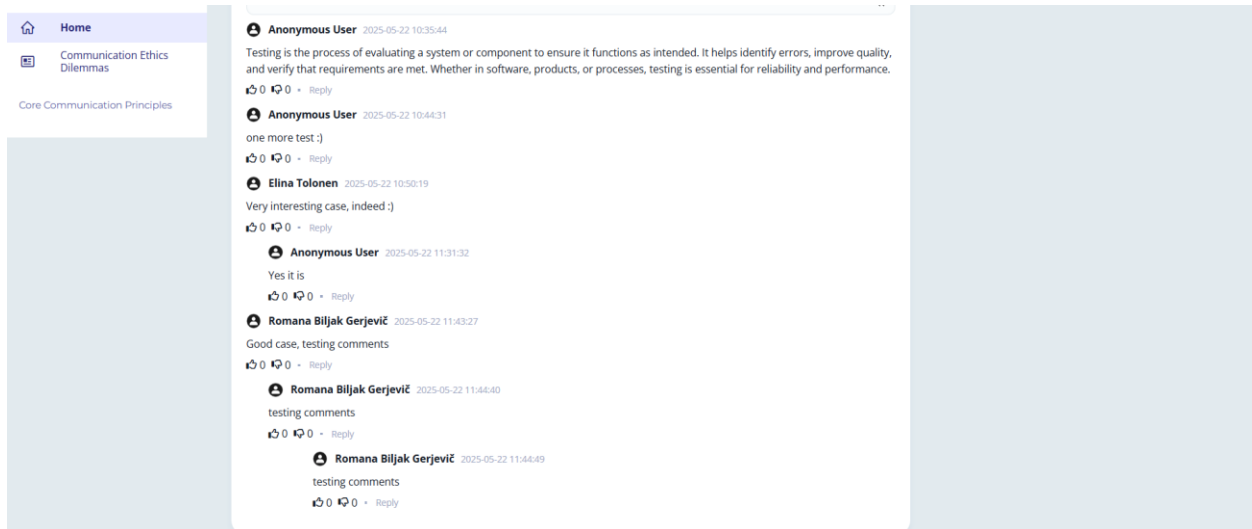 Home
Communication Ethics
Dilemmas
Core Communication Principles
Anonymous User 2025-05-22 10:35:44
Testing is the process of evaluating a system or component to ensure it functions as intended. It helps identify errors, improve quality,
and verify that requirements are met. Whether in software, products, or processes, testing is essential for reliability and performance.
0 0 • Reply
Anonymous User 2025-05-22 10:44:31
one more test :)
0 0 • Reply
Elina Tolonen 2025-05-22 10:50:19
Very interesting case, indeed :)
0 0 • Reply
Anonymous User 2025-05-22 11:31:32
Yes it is
0 0 • Reply
Romana Biljak Gerjevič 2025-05-22 11:43:27
Good case, testing comments
0 0 • Reply
Romana Biljak Gerjevič 2025-05-22 11:44:40
testing comments
0 0 • Reply
Romana Biljak Gerjevič 2025-05-22 11:44:49
testing comments
0 0 • Reply